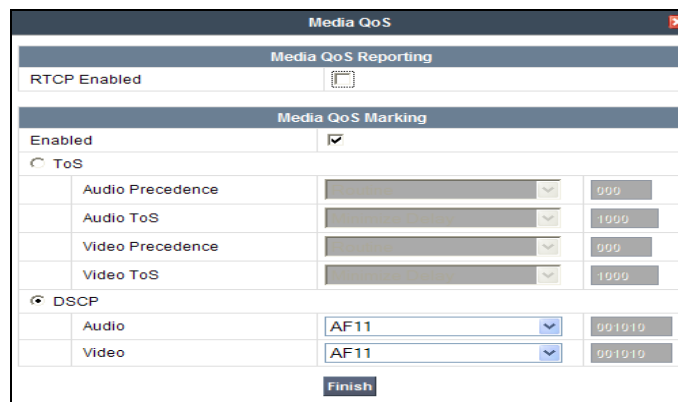 Media QoS
Media QoS Reporting
RTCP Enabled
Media QoS Marking
Enabled
ToS
Audio Precedence 000
Audio ToS 1000
Video Precedence 000
Video ToS 1000
DSCP
Audio AF11 001010
Video AF11 001010
Finish